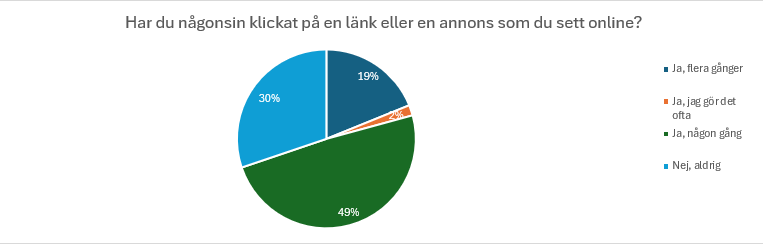 Har du någonsin klickat på en länk eller en annons som du sett online?
19%
2%
49%
30%
Ja, flera gånger
Ja, jag gör det
ofta
Ja, någon gång
Nej, aldrig